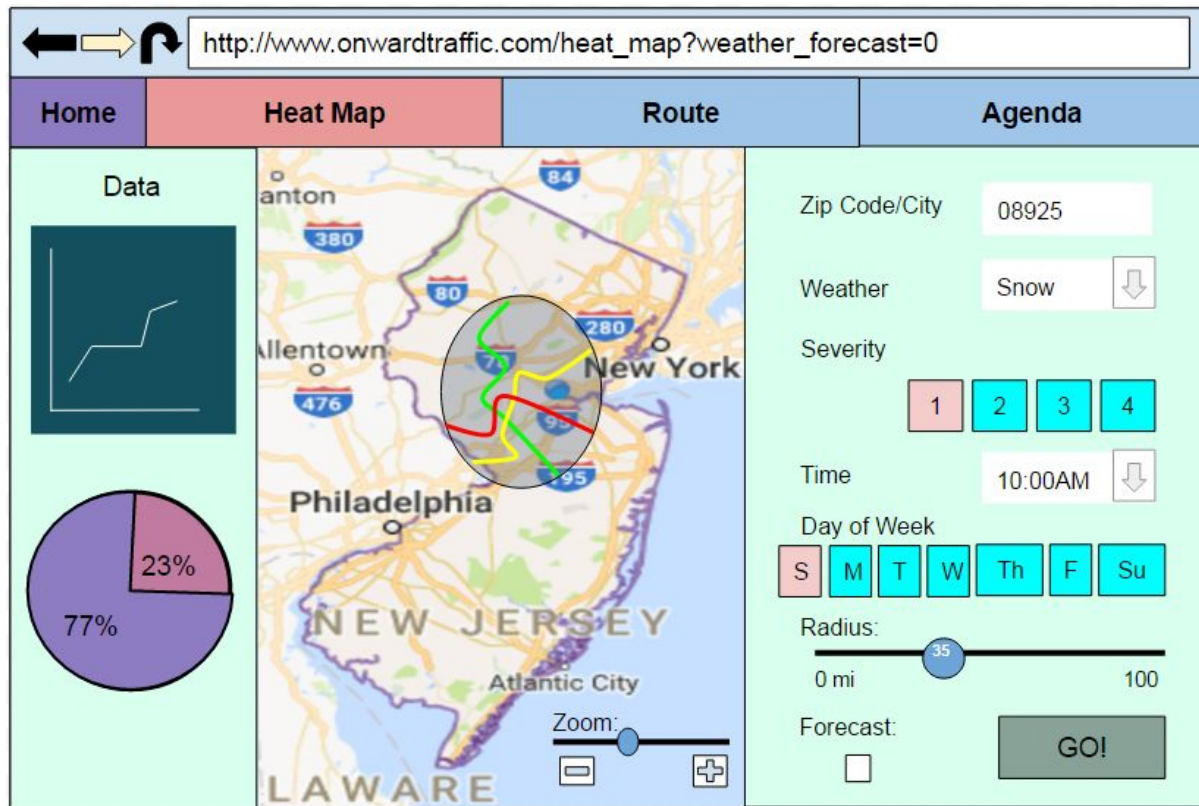 http://www.onwardtraffic.com/heat_map?weather_forecast=0
Home
Heat Map
Route
Agenda
Data
23%
77%
anton
84
380
80
280
Allentown
New York
476
95
195
Philadelphia
NEW JERSEY
Atlantic City
LAWARE
Zoom:
Zip Code/City
08925
Weather
Snow
Severity
1 2 3 4
Time
10:00AM
Day of Week
S M T W Th F Su
Radius:
35
0 mi 100
Forecast:
GO!